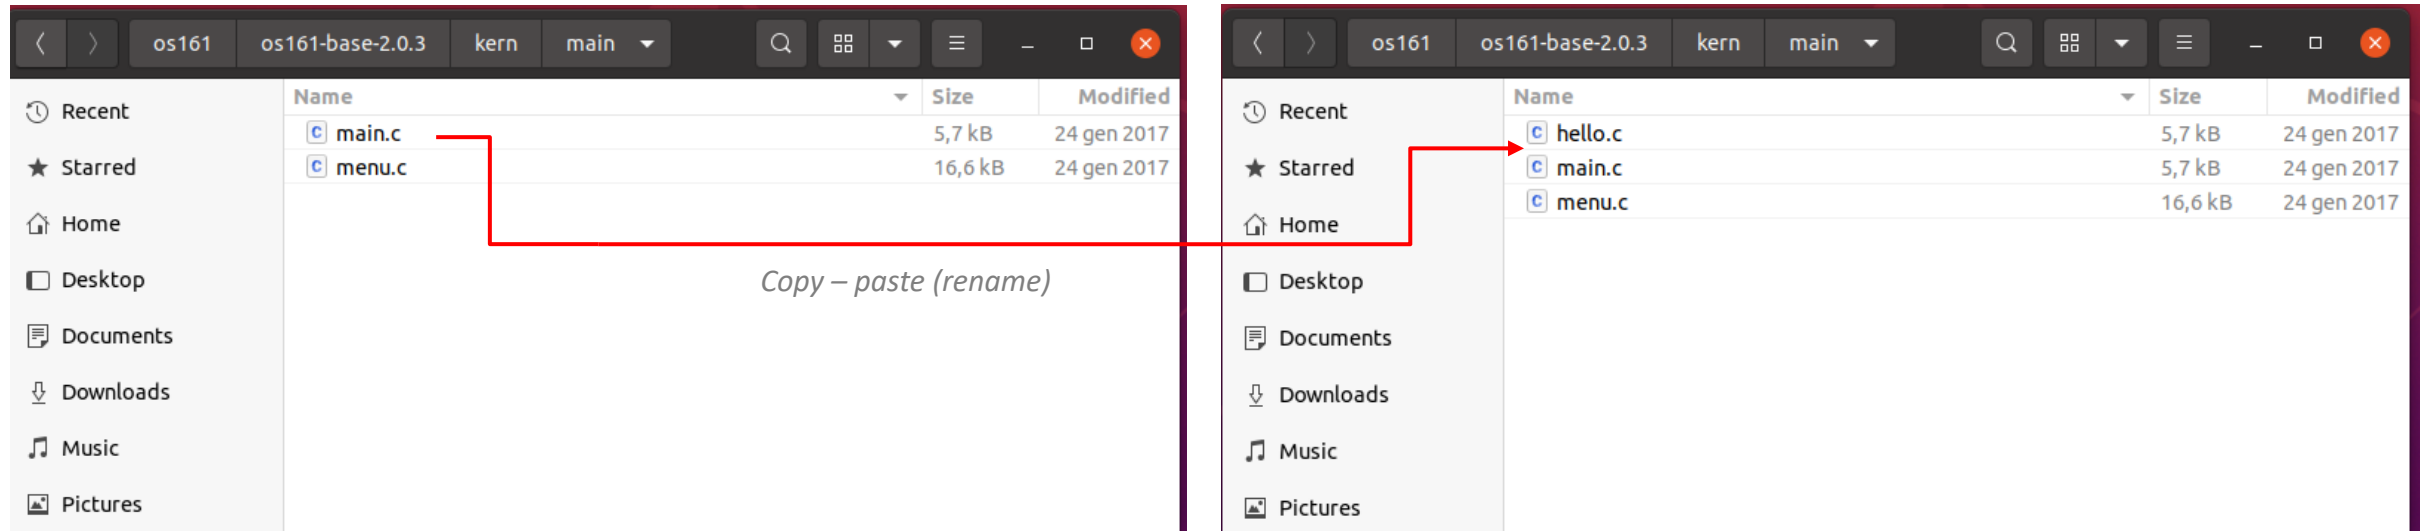 os161 os161-base-2.0.3 kern main
Name Size Modified
Recent
main.c 5,7 kB 24 gen 2017
Starred
menu.c 16,6 kB 24 gen 2017
Home
Desktop
Documents
Downloads
Music
Pictures
Copy – paste (rename)
os161 os161-base-2.0.3 kern main
Name Size Modified
Recent
hello.c 5,7 kB 24 gen 2017
Starred
main.c 5,7 kB 24 gen 2017
menu.c 16,6 kB 24 gen 2017
Home
Desktop
Documents
Downloads
Music
Pictures